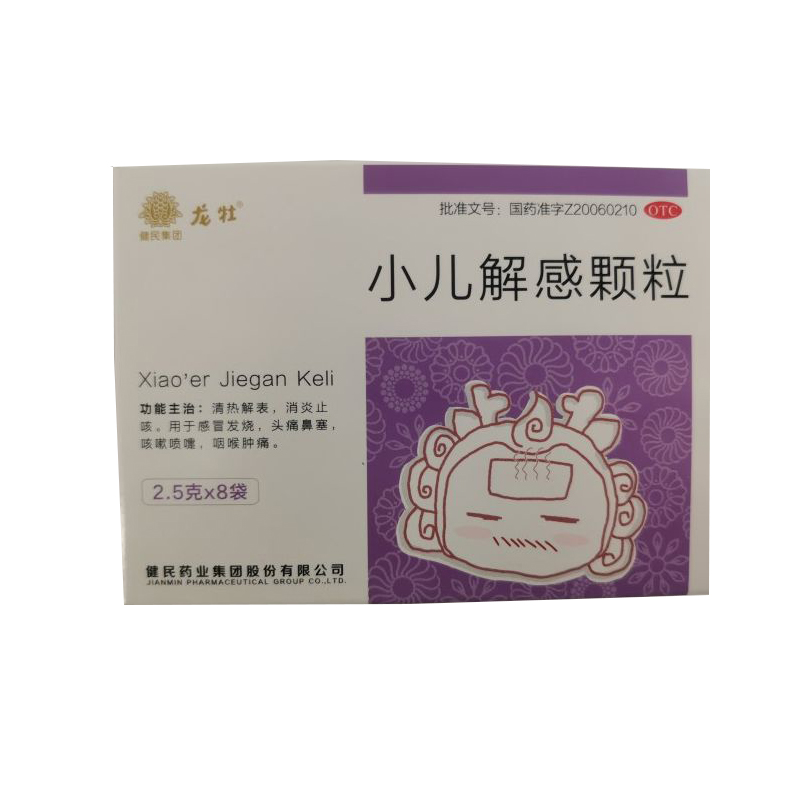 龙牡®
健民集团
批准文号：国药准字Z20060210 OTC
小儿解感颗粒
Xiao'er Jiegan Keli
功能主治：清热解表，消炎止
咳。用于感冒发烧，头痛鼻塞，
咳嗽喷嚏，咽喉肿痛。
2.5克x8袋
健民药业集团股份有限公司
JIANMIN PHARMACEUTICAL GROUP CO.,LTD.